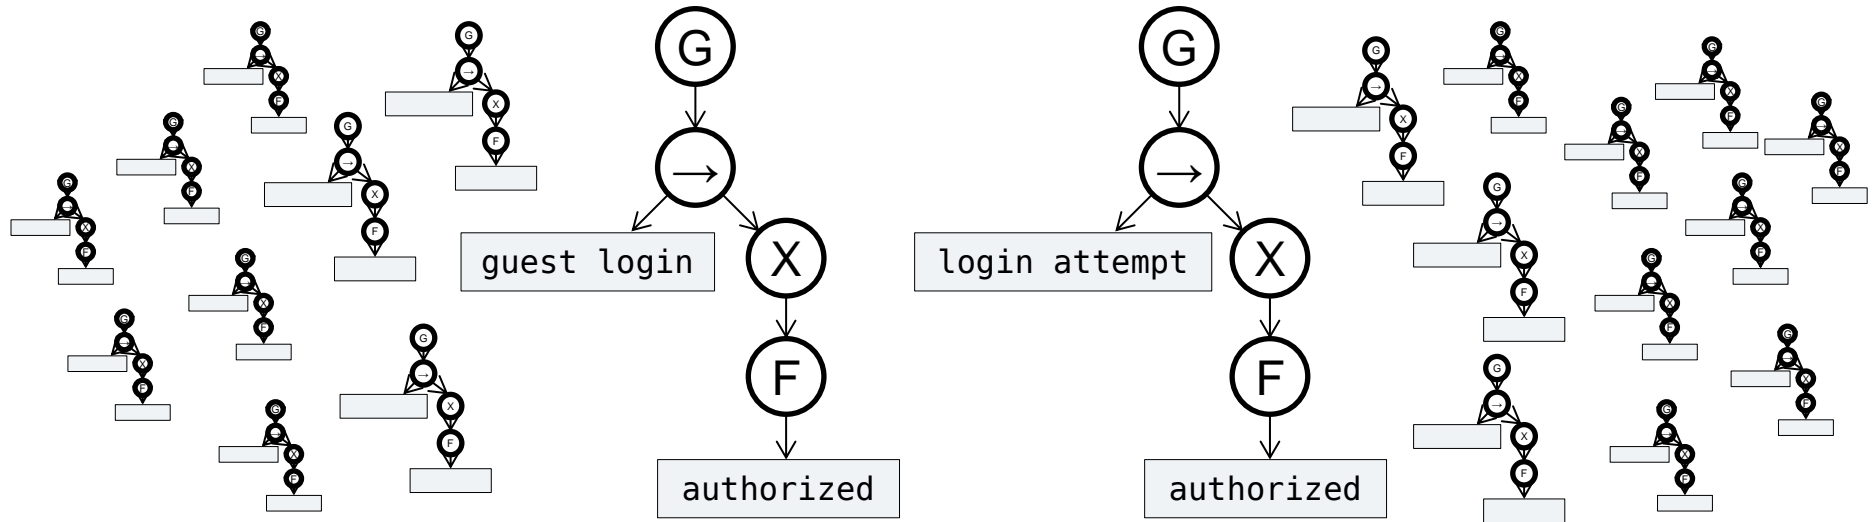 G
→
guest login
X
F
authorized
G
→
login attempt
X
F
authorized